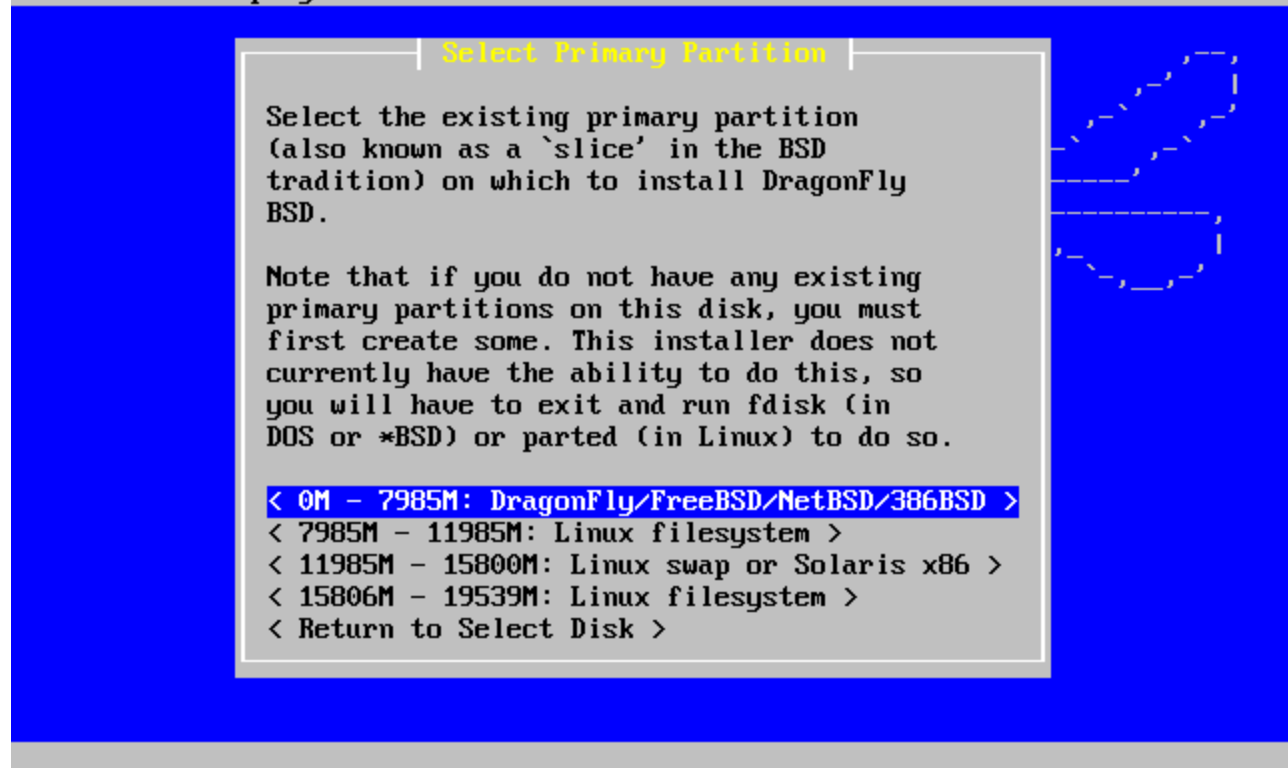 Select Primary Partition
Select the existing primary partition
(also known as a `slice' in the BSD
tradition) on which to install DragonFly
BSD.
Note that if you do not have any existing
primary partitions on this disk, you must
first create some. This installer does not
currently have the ability to do this, so
you will have to exit and run fdisk (in
DOS or *BSD) or parted (in Linux) to do so.
< 0M - 7985M: DragonFly/FreeBSD/NetBSD/386BSD >
< 7985M - 11985M: Linux filesystem >
< 11985M - 15800M: Linux swap or Solaris x86 >
< 15806M - 19539M: Linux filesystem >
< Return to Select Disk >